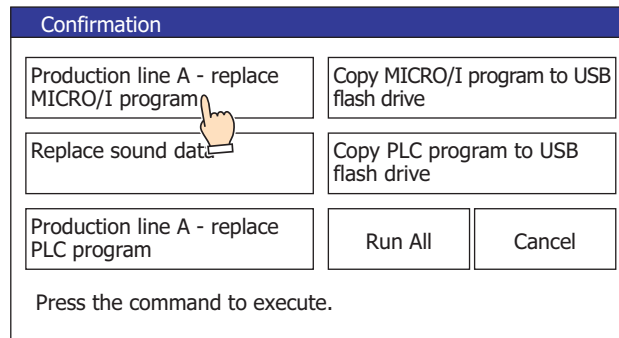 Confirmation
Production line A - replace
MICRO/I program
Copy MICRO/I program to USB
flash drive
Replace sound data
Copy PLC program to USB
flash drive
Production line A - replace
PLC program
Run All
Cancel
Press the command to execute.